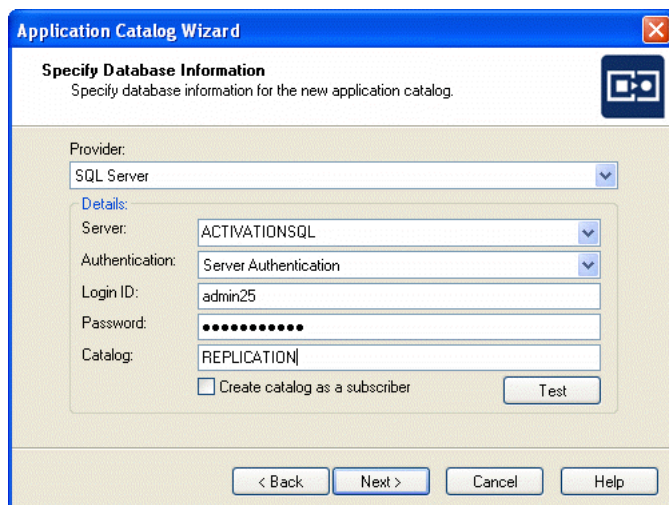 Application Catalog Wizard
Specify Database Information
Specify database information for the new application catalog.
Provider:
SQL Server
Details:
Server: ACTIVATIONSQL
Authentication: Server Authentication
Login ID: admin25
Password: ●●●●●●●●●●●
Catalog: REPLICATION
Create catalog as a subscriber Test
< Back Next > Cancel Help